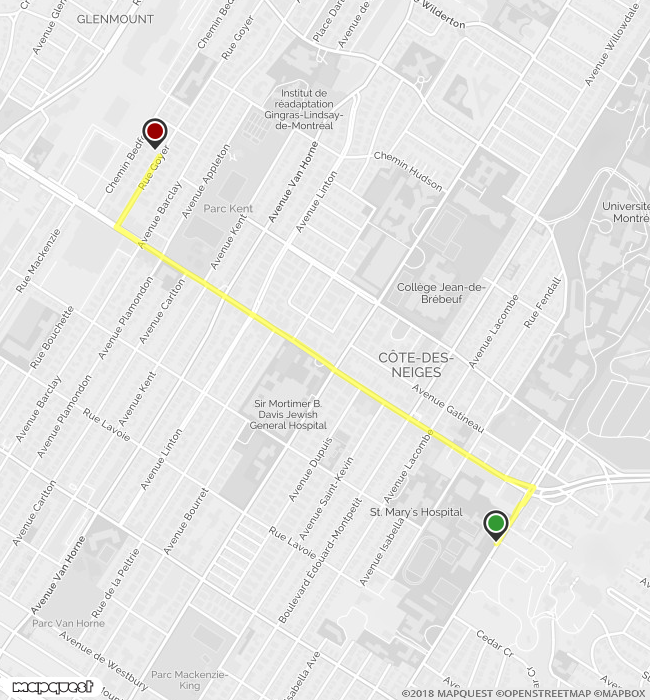 GLENMOUNT
Avenue Glen
Chemin Bed
Rue Goyer
Place Dar
Avenue de
Wilderton
Avenue Willowdale
Institut de
réadaptation
Gingras-Lindsay-
de-Montréal
Chemin Bedf
Rue Goyer
Avenue Barclay
Avenue Appleton
Avenue Van Horne
Avenue Linton
Chemin Hudson
Parc Kent
Avenue Kent
Université
Montré
Rue Mackenzie
Avenue Plamondon
Avenue Carlton
Collège Jean-de-
Brébeuf
Avenue Lacombe
Rue Fendall
Rue Bouchette
CÔTE-DES-
NEIGES
Avenue Barclay
Avenue Plamondon
Avenue Kent
Avenue Gatineau
Rue Lavoie
Sir Mortimer B.
Davis Jewish
General Hospital
Avenue Linton
Avenue Dupuis
Avenue Saint-Kevin
Avenue Lacombe
Avenue Carlton
Avenue Bourret
St. Mary's Hospital
Rue Lavoie
Boulevard Edouard-Montpetit
Avenue Isabella
Avenue Van Horne
Rue de la Peltrie
Parc Van Horne
Avenue de Westbury
Parc Mackenzie-
King
Isabella Ave
Cedar Cr
mapquest
©2018 MAPQUEST ©OPENSTREETMAP ©MAPBOX